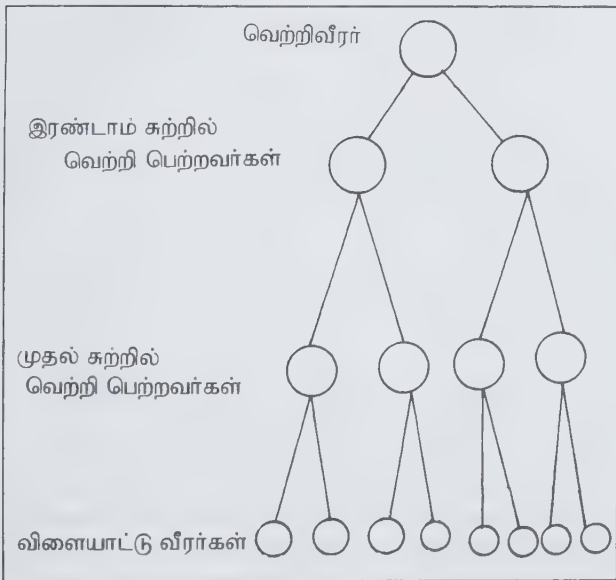 வெற்றிவீரர்
இரண்டாம் சுற்றில்
வெற்றி பெற்றவர்கள்
முதல் சுற்றில்
வெற்றி பெற்றவர்கள்
விளையாட்டு வீரர்கள்